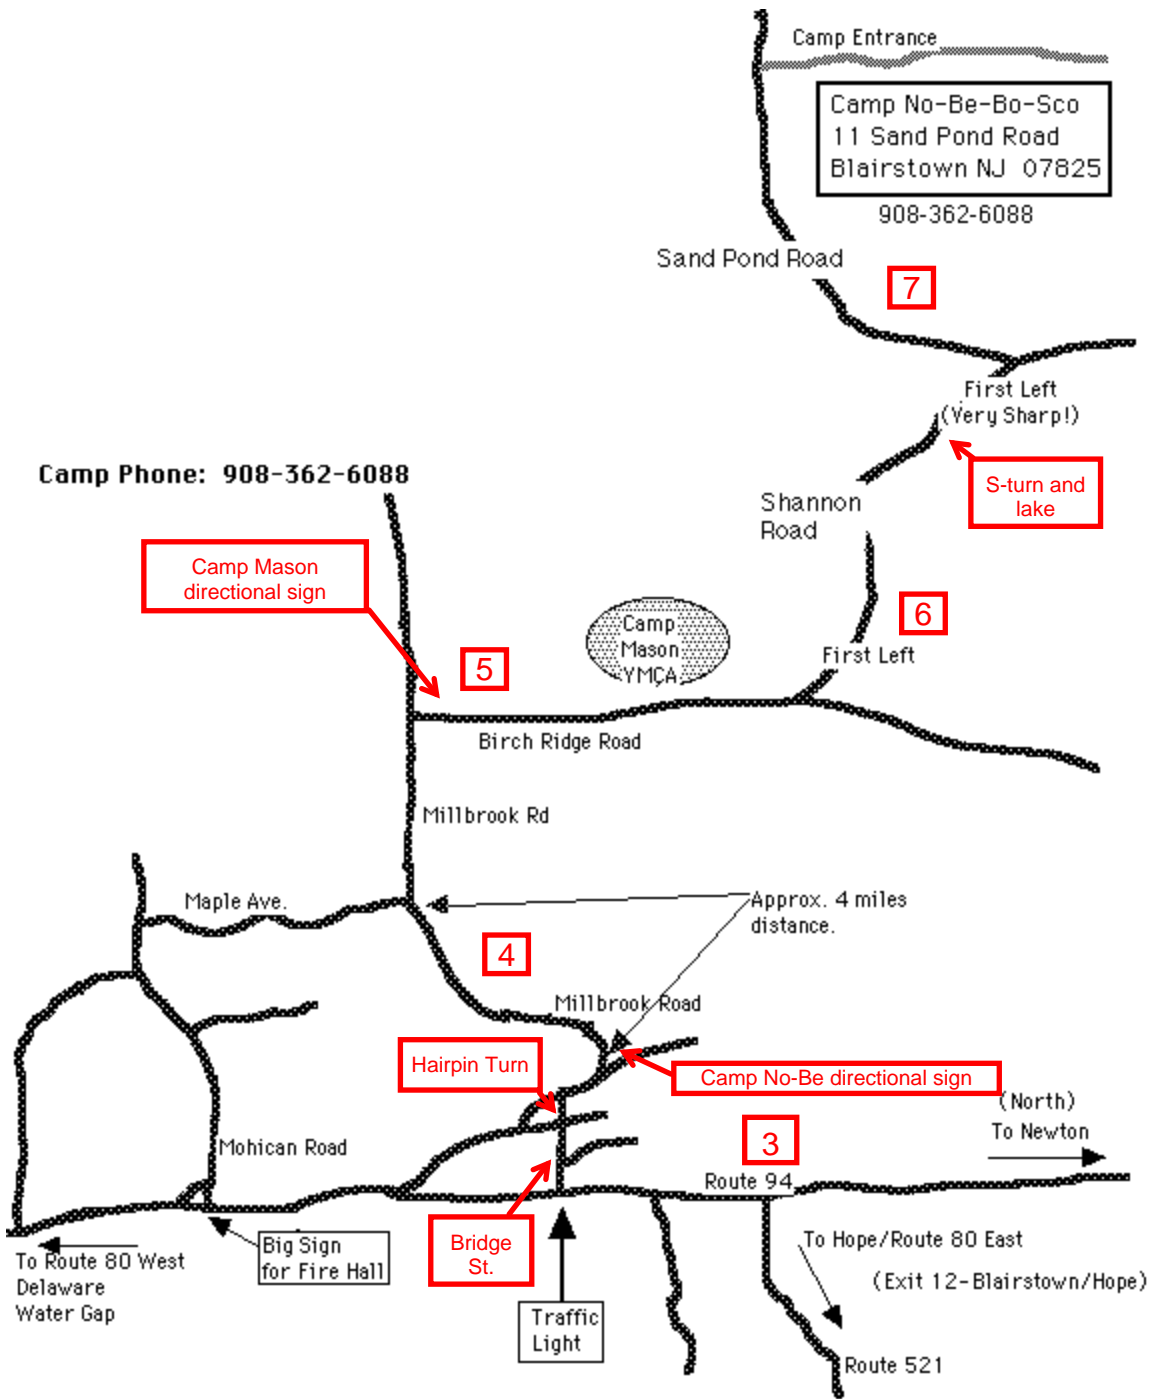 Camp Entrance
Camp No-Be-Bo-Sco
11 Sand Pond Road
Blairstown NJ 07825
908-362-6088
Sand Pond Road
7
First Left
(Very Sharp!)
Camp Phone: 908-362-6088
S-turn and
lake
Shannon
Road
Camp Mason
directional sign
6
Camp
Mason
YMCA
First Left
5
Birch Ridge Road
Millbrook Rd
Maple Ave.
Approx. 4 miles
distance.
4
Millbrook Road
Hairpin Turn
Camp No-Be directional sign
(North)
To Newton
3
Mohican Road
Route 94
Bridge
St.
Big Sign
for Fire Hall
To Route 80 West
Delaware
Water Gap
To Hope/Route 80 East
(Exit 12-Blairstown/Hope)
Traffic
Light
Route 521